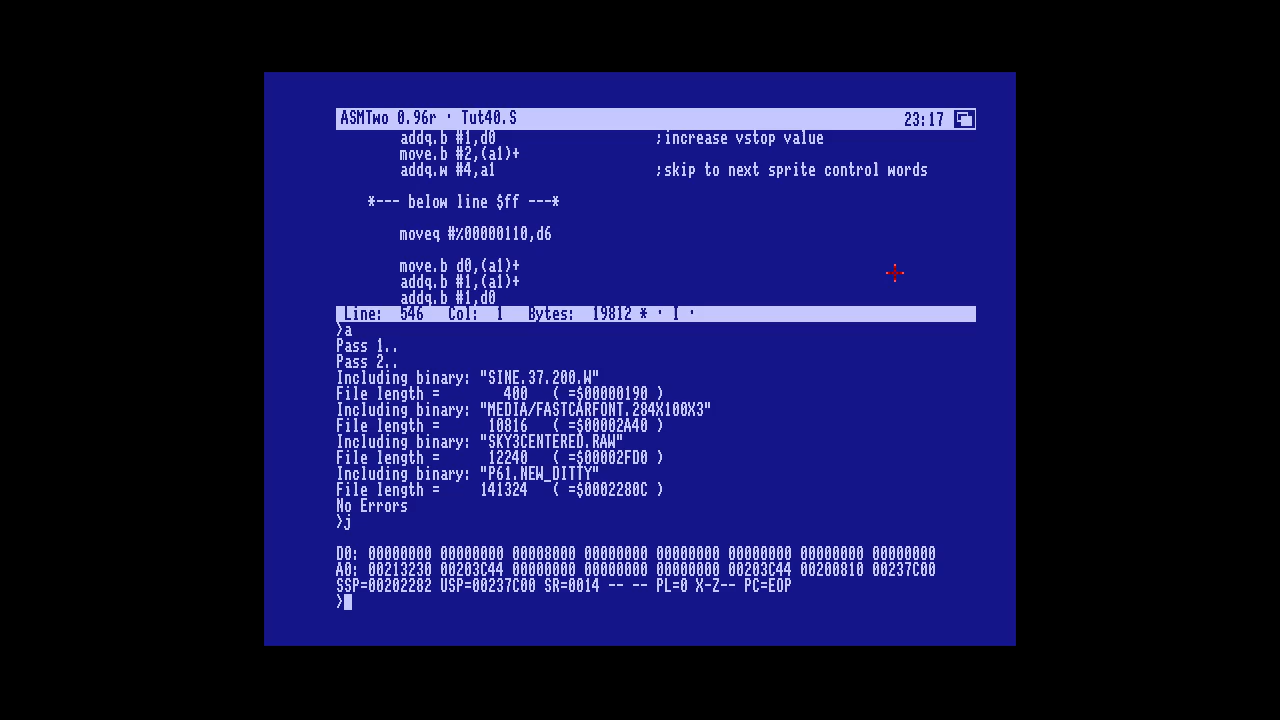 ASMTwo 0.96r · Tut40.S 23:17
addq.b #1,d0 ;increase vstop value
move.b #2,(a1)+
addq.w #4,a1 ;skip to next sprite control words
*--- below line $ff ---*
moveq #%00000110,d6
move.b d0,(a1)+
addq.b #1,(a1)+
addq.b #1,d0
Line: 546 Col: 1 Bytes: 19812 * · I ·
>a
Pass 1..
Pass 2..
Including binary: "SINE.37.200.W"
File length = 400 ( =$00000190 )
Including binary: "MEDIA/FASTCARFONT.284X100X3"
File length = 10816 ( =$00002A40 )
Including binary: "SKY3CENTERED.RAW"
File length = 12240 ( =$00002FD0 )
Including binary: "P61.NEW_DITTY"
File length = 141324 ( =$0002280C )
No Errors
>j
D0: 00000000 00000000 00008000 00000000 00000000 00000000 00000000 00000000
A0: 00213230 00203C44 00000000 00000000 00000000 00203C44 00200810 00237C00
SSP=00202282 USP=00237C00 SR=0014 -- -- PL=0 X-Z-- PC=EOP
>